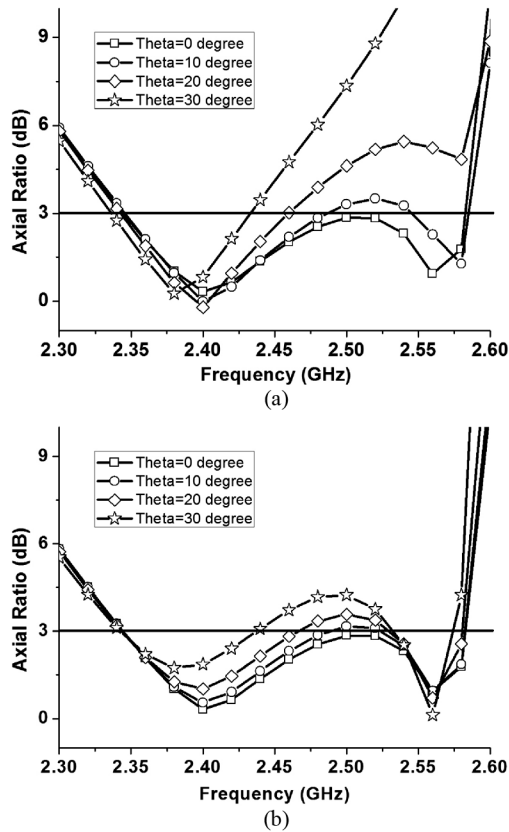 9
6
3
0
Axial Ratio (dB)
Theta=0 degree
Theta=10 degree
Theta=20 degree
Theta=30 degree
2.30 2.35 2.40 2.45 2.50 2.55 2.60
Frequency (GHz)
(a)
9
6
3
0
Axial Ratio (dB)
Theta=0 degree
Theta=10 degree
Theta=20 degree
Theta=30 degree
2.30 2.35 2.40 2.45 2.50 2.55 2.60
Frequency (GHz)
(b)